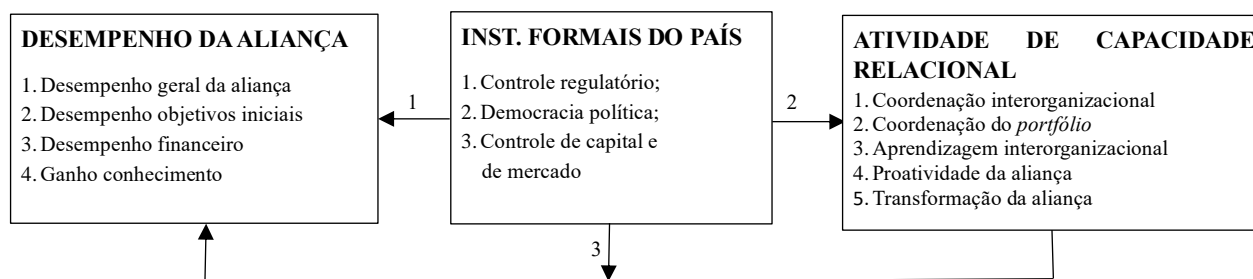 DESEMPENHO DA ALIANÇA
1. Desempenho geral da aliança
2. Desempenho objetivos iniciais
3. Desempenho financeiro
4. Ganho conhecimento
1
INST. FORMAIS DO PAÍS
1. Controle regulatório;
2. Democracia política;
3. Controle de capital e
de mercado
2
ATIVIDADE DE CAPACIDADE
RELACIONAL
1. Coordenação interorganizacional
2. Coordenação do portfólio
3. Aprendizagem interorganizacional
4. Proatividade da aliança
5. Transformação da aliança
3